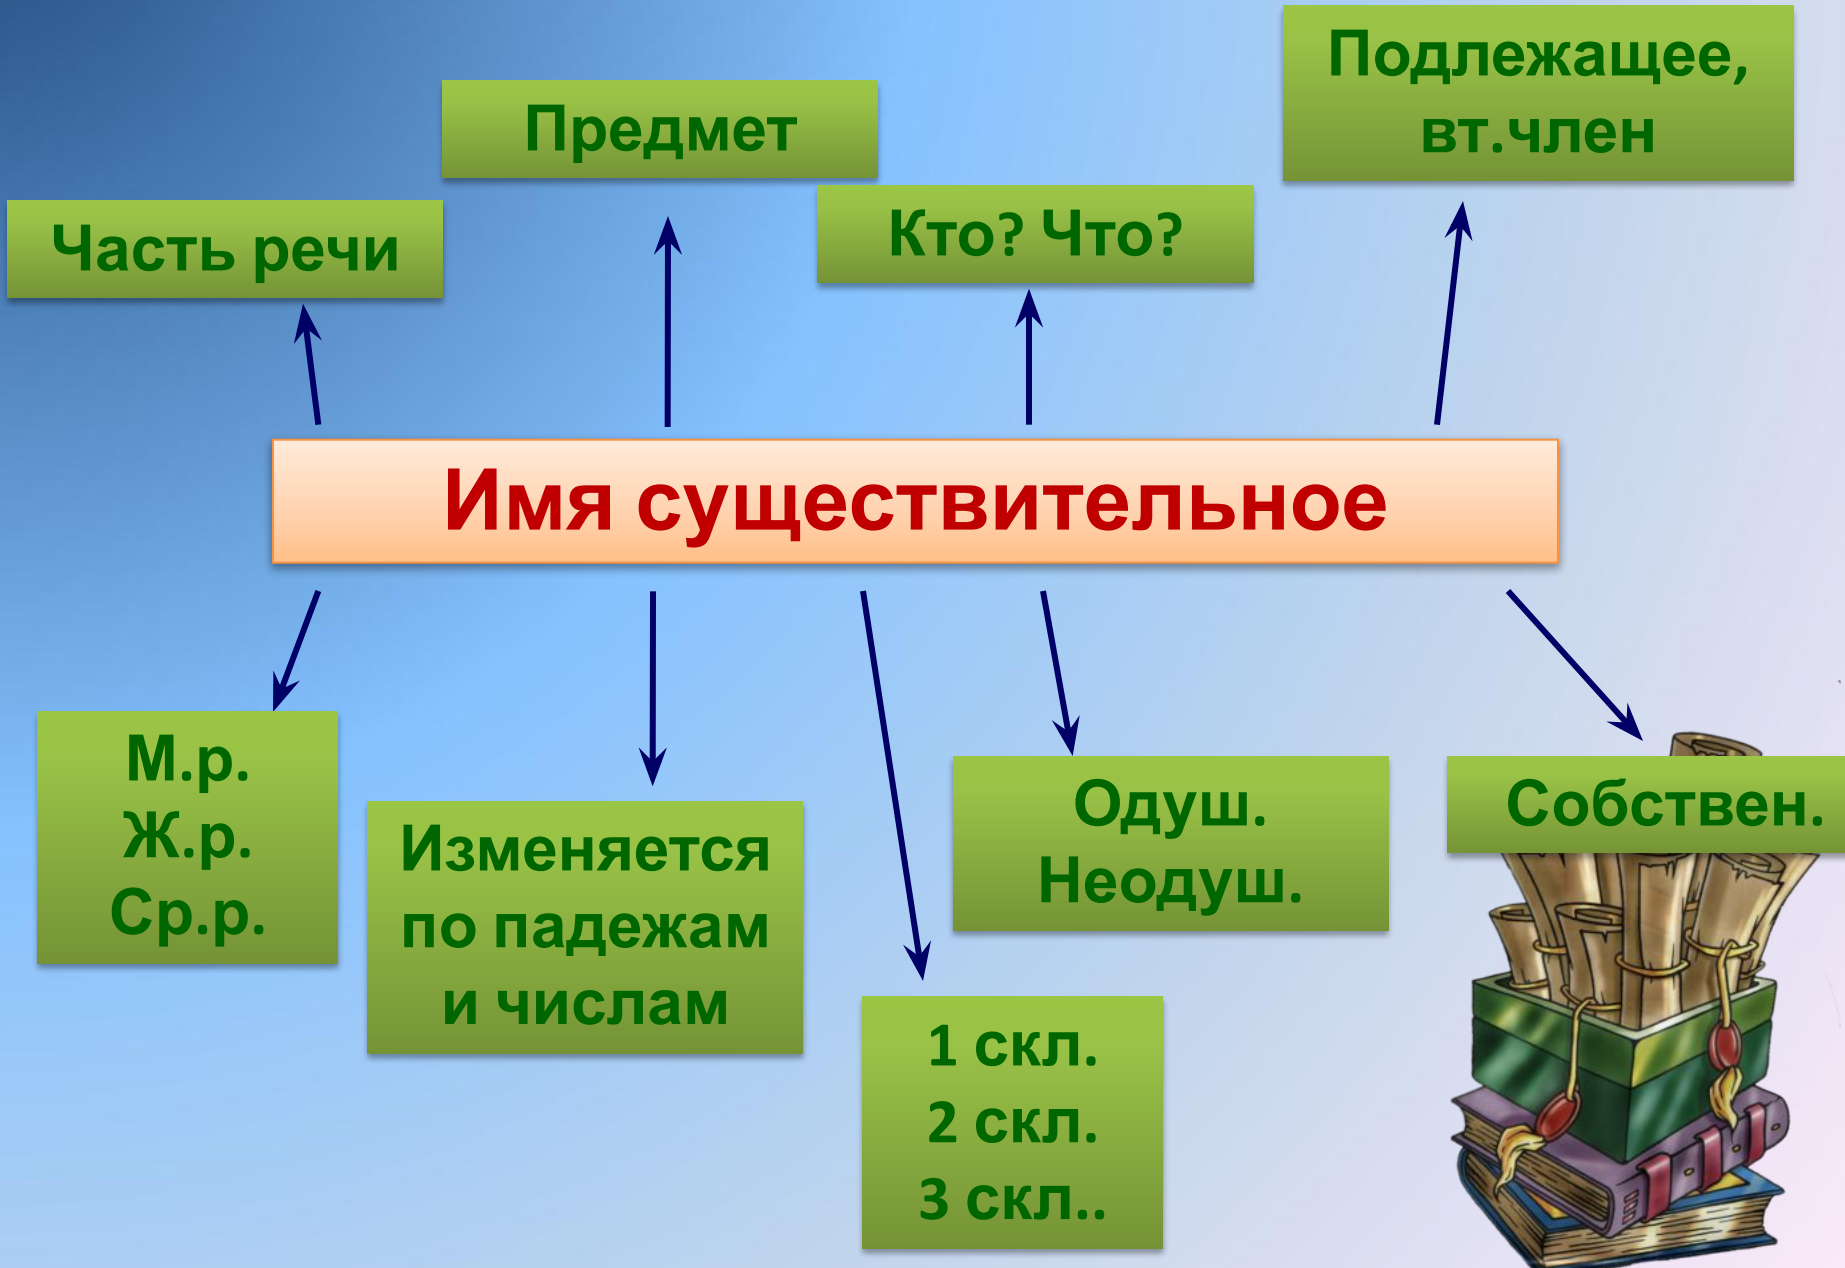 Подлежащее,
вт.член
Предмет
Кто? Что?
Часть речи
Имя существительное
М.р.
Ж.р.
Ср.р.
Изменяется
по падежам
и числам
1 скл.
2 скл.
3 скл..
Одуш.
Неодуш.
Собствен.